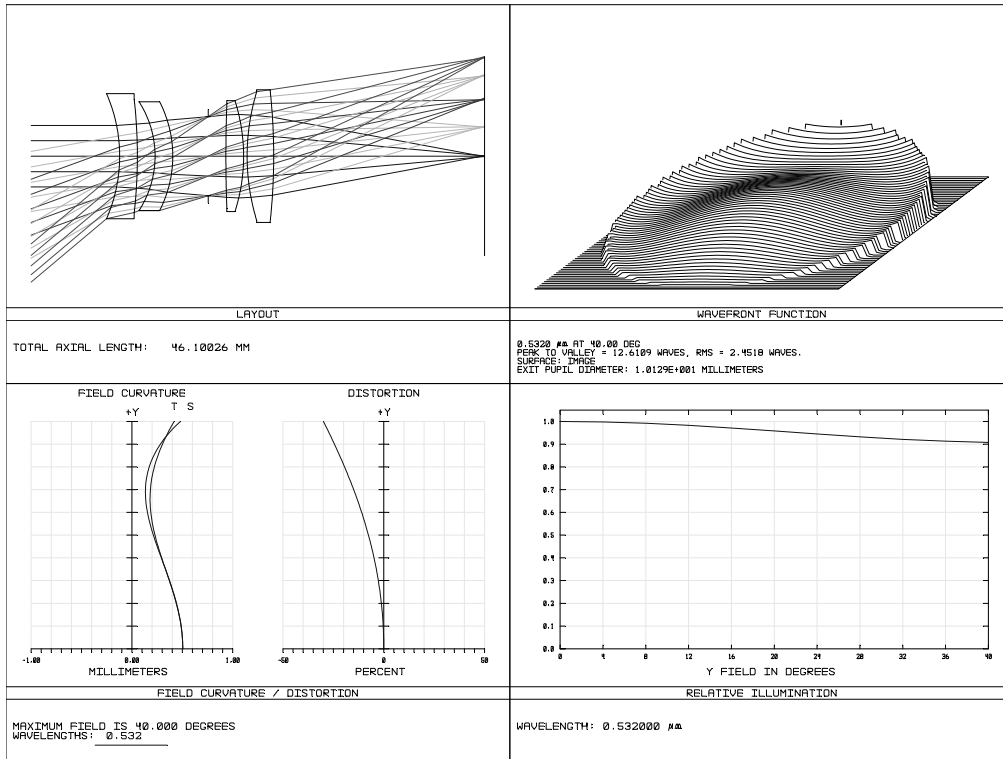 LAYOUT
TOTAL AXIAL LENGTH: 46.10026 MM
WAVEFRONT FUNCTION
0.5320 µm AT 40.00 DEG
PEAK TO VALLEY = 12.6109 WAVES, RMS = 2.4518 WAVES.
SURFACE: IMAGE
EXIT PUPIL DIAMETER: 1.0129E+001 MILLIMETERS
FIELD CURVATURE
T S
+Y
-1.00 0.00 1.00
MILLIMETERS
DISTORTION
+Y
-50 0 50
PERCENT
FIELD CURVATURE / DISTORTION
MAXIMUM FIELD IS 40.000 DEGREES
WAVELENGTHS: 0.532
1.0
0.9
0.8
0.7
0.6
0.5
0.4
0.3
0.2
0.1
0.0
0 4 8 12 16 20 24 28 32 36 40
Y FIELD IN DEGREES
RELATIVE ILLUMINATION
WAVELENGTH: 0.532000 µm